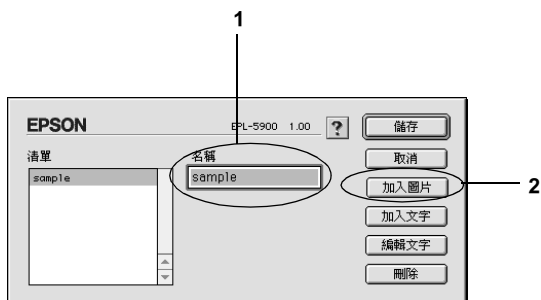 1
EPSON
EPL-5900 1.00 ?
儲存
清單
名稱
取消
sample
sample
加入圖片
2
加入文字
編輯文字
刪除